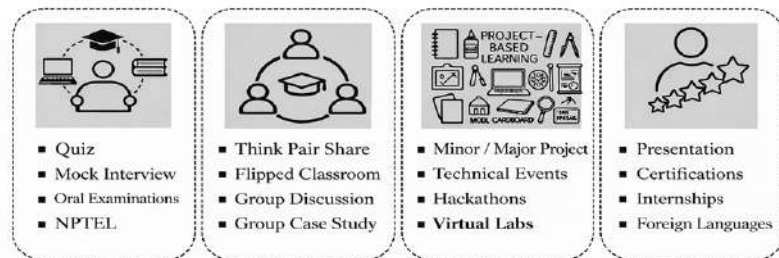 ■ Quiz
■ Mock Interview
■ Oral Examinations
■ NPTEL
■ Think Pair Share
■ Flipped Classroom
■ Group Discussion
■ Group Case Study
PROJECT-
BASED
LEARNING
MODL CARDBOARD
■ Minor / Major Project
■ Technical Events
■ Hackathons
■ Virtual Labs
■ Presentation
■ Certifications
■ Internships
■ Foreign Languages